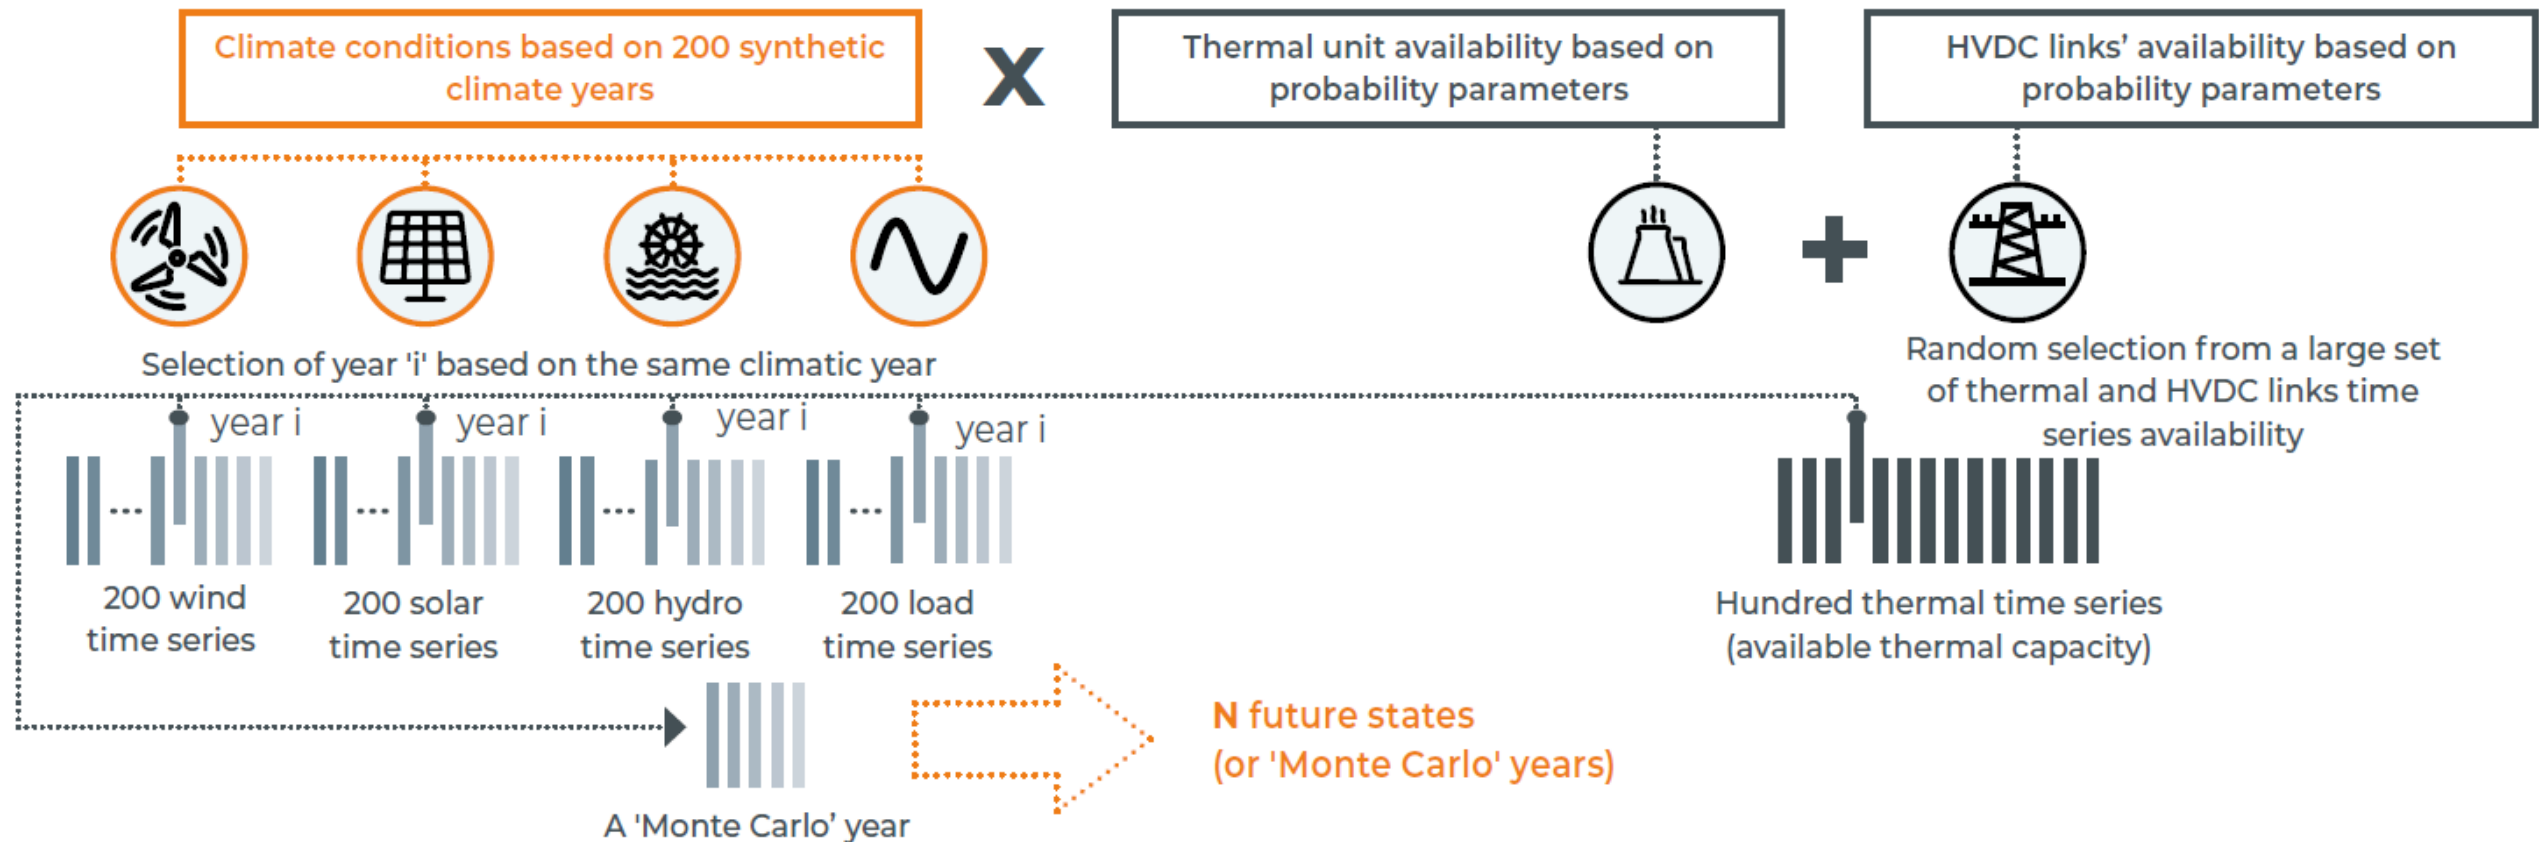 Climate conditions based on 200 synthetic
climate years
X
Thermal unit availability based on
probability parameters
HVDC links’ availability based on
probability parameters
+
Selection of year 'i' based on the same climatic year
Random selection from a large set
of thermal and HVDC links time
series availability
year i
year i
year i
year i
200 wind
time series
200 solar
time series
200 hydro
time series
200 load
time series
Hundred thermal time series
(available thermal capacity)
A 'Monte Carlo’ year
N future states
(or 'Monte Carlo' years)